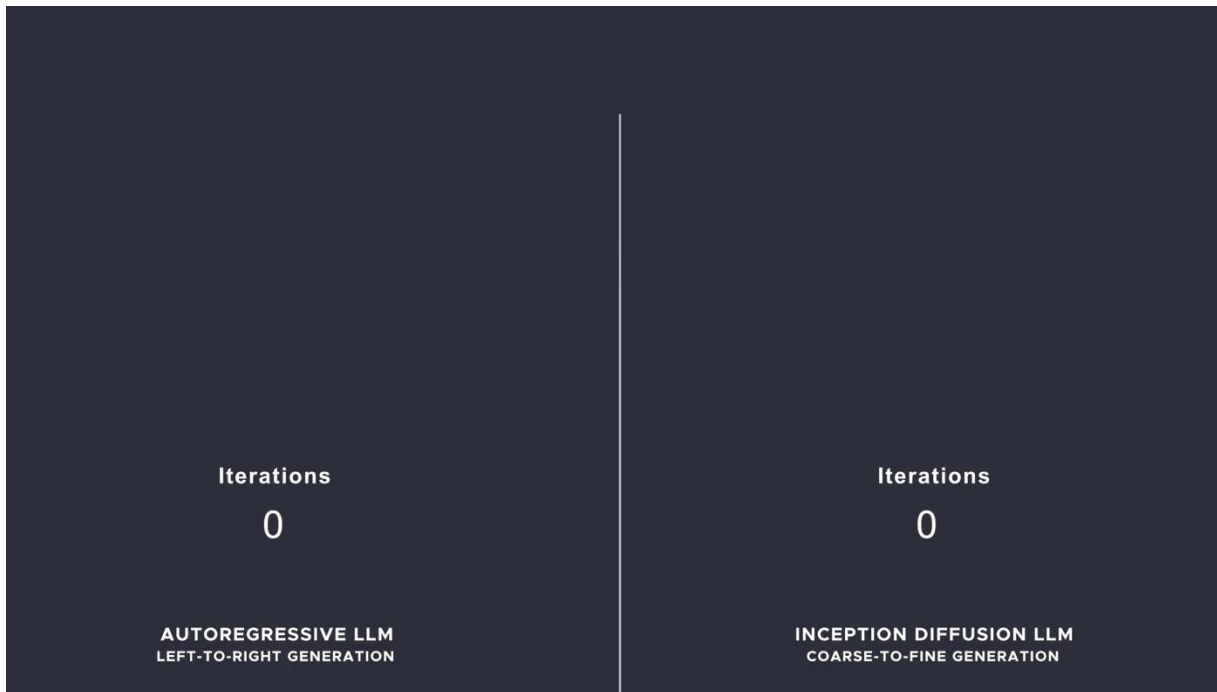 Iterations
0
AUTOREGRESSIVE LLM
LEFT-TO-RIGHT GENERATION
Iterations
0
INCEPTION DIFFUSION LLM
COARSE-TO-FINE GENERATION